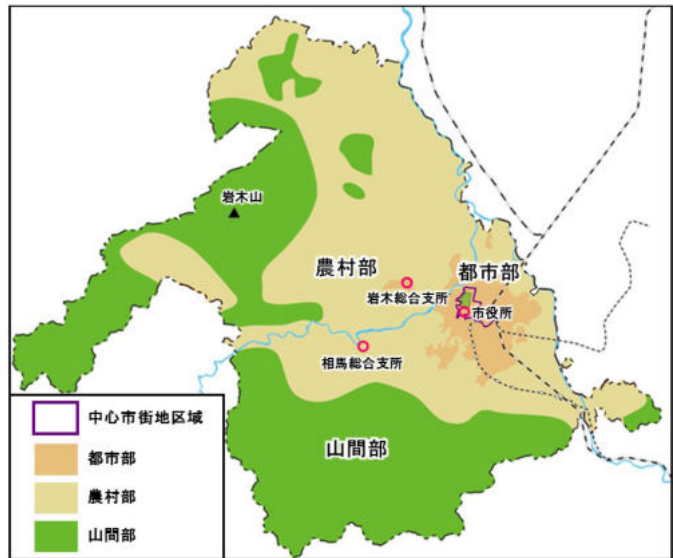 岩木山
農村部
都市部
岩木総合支所
市役所
相馬総合支所
山間部
中心市街地区域
都市部
農村部
山間部